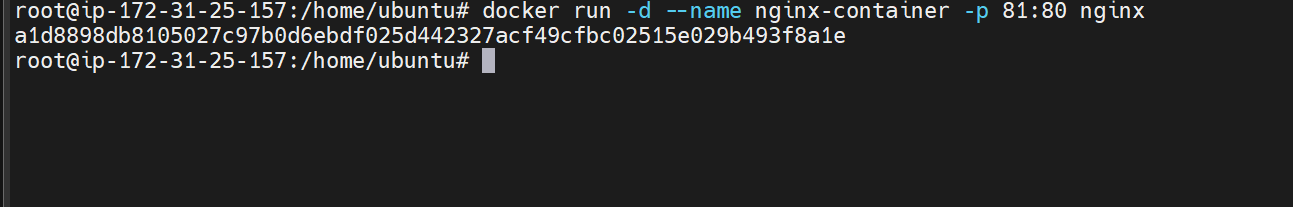 root@ip-172-31-25-157:/home/ubuntu# docker run -d --name nginx-container -p 81:80 nginx
a1d8898db8105027c97b0d6ebdf025d442327acf49cfbc02515e029b493f8a1e
root@ip-172-31-25-157:/home/ubuntu#